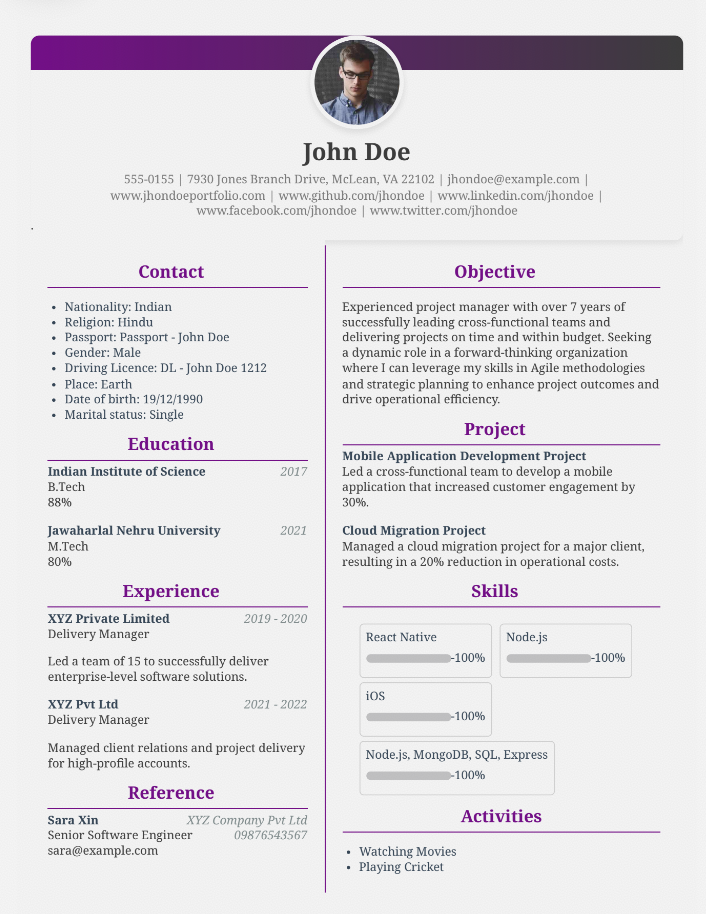 John Doe
555-0155 | 7930 Jones Branch Drive, McLean, VA 22102 | jhondoe@example.com |
www.jhondoeportfolio.com | www.github.com/jhondoe | www.linkedin.com/jhondoe |
www.facebook.com/jhondoe | www.twitter.com/jhondoe
.
Contact
• Nationality: Indian
• Religion: Hindu
• Passport: Passport - John Doe
• Gender: Male
• Driving Licence: DL - John Doe 1212
• Place: Earth
• Date of birth: 19/12/1990
• Marital status: Single
Education
Indian Institute of Science 2017
B.Tech
88%
Jawaharlal Nehru University 2021
M.Tech
80%
Experience
XYZ Private Limited 2019 - 2020
Delivery Manager
Led a team of 15 to successfully deliver
enterprise-level software solutions.
XYZ Pvt Ltd 2021 - 2022
Delivery Manager
Managed client relations and project delivery
for high-profile accounts.
Reference
Sara Xin XYZ Company Pvt Ltd
Senior Software Engineer 09876543567
sara@example.com
Objective
Experienced project manager with over 7 years of
successfully leading cross-functional teams and
delivering projects on time and within budget. Seeking
a dynamic role in a forward-thinking organization
where I can leverage my skills in Agile methodologies
and strategic planning to enhance project outcomes and
drive operational efficiency.
Project
Mobile Application Development Project
Led a cross-functional team to develop a mobile
application that increased customer engagement by
30%.
Cloud Migration Project
Managed a cloud migration project for a major client,
resulting in a 20% reduction in operational costs.
Skills
React Native
-100%
Node.js
-100%
iOS
-100%
Node.js, MongoDB, SQL, Express
-100%
Activities
• Watching Movies
• Playing Cricket